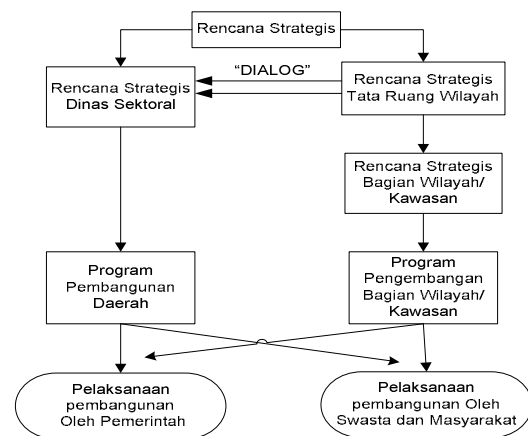 Rencana Strategis
"DIALOG"
Rencana Strategis
Dinas Sektoral
Rencana Strategis
Tata Ruang Wilayah
Rencana Strategis
Bagian Wilayah/
Kawasan
Program
Pembangunan
Daerah
Program
Pengembangan
Bagian Wilayah/
Kawasan
Pelaksanaan
pembangunan
Oleh Pemerintah
Pelaksanaan
pembangunan Oleh
Swasta dan Masyarakat